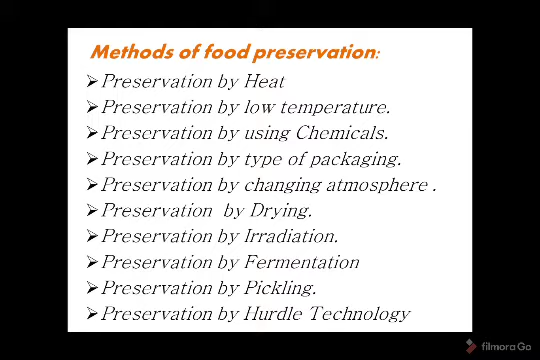 Methods of food preservation:
➢Preservation by Heat
➢Preservation by low temperature.
➢Preservation by using Chemicals.
➢Preservation by type of packaging.
➢Preservation by changing atmosphere .
➢Preservation by Drying.
➢Preservation by Irradiation.
➢Preservation by Fermentation
➢Preservation by Pickling.
➢Preservation by Hurdle Technology
filmora Go